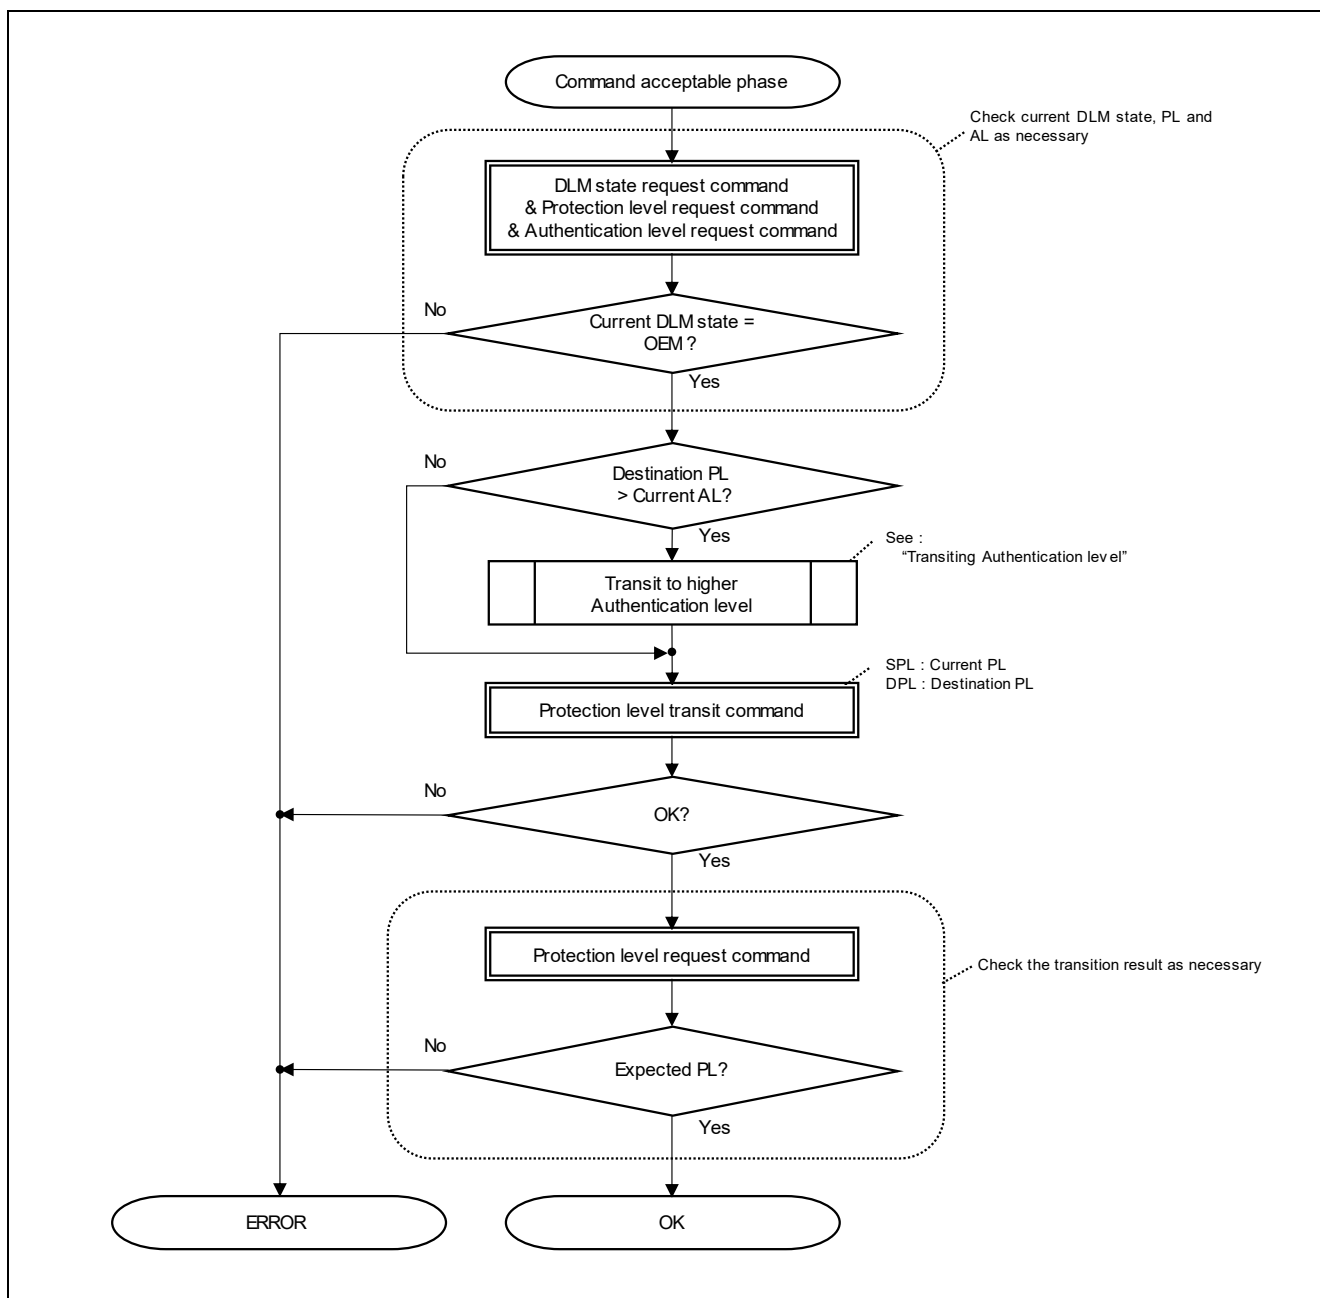 Command acceptable phase
Check current DLM state, PL and
AL as necessary
DLM state request command
& Protection level request command
& Authentication level request command
No
Current DLM state =
OEM ?
Yes
No
Destination PL
> Current AL?
Yes
See :
“Transiting Authentication level”
Transit to higher
Authentication level
SPL : Current PL
DPL : Destination PL
Protection level transit command
No
OK?
Yes
Protection level request command
Check the transition result as necessary
No
Expected PL?
Yes
ERROR
OK